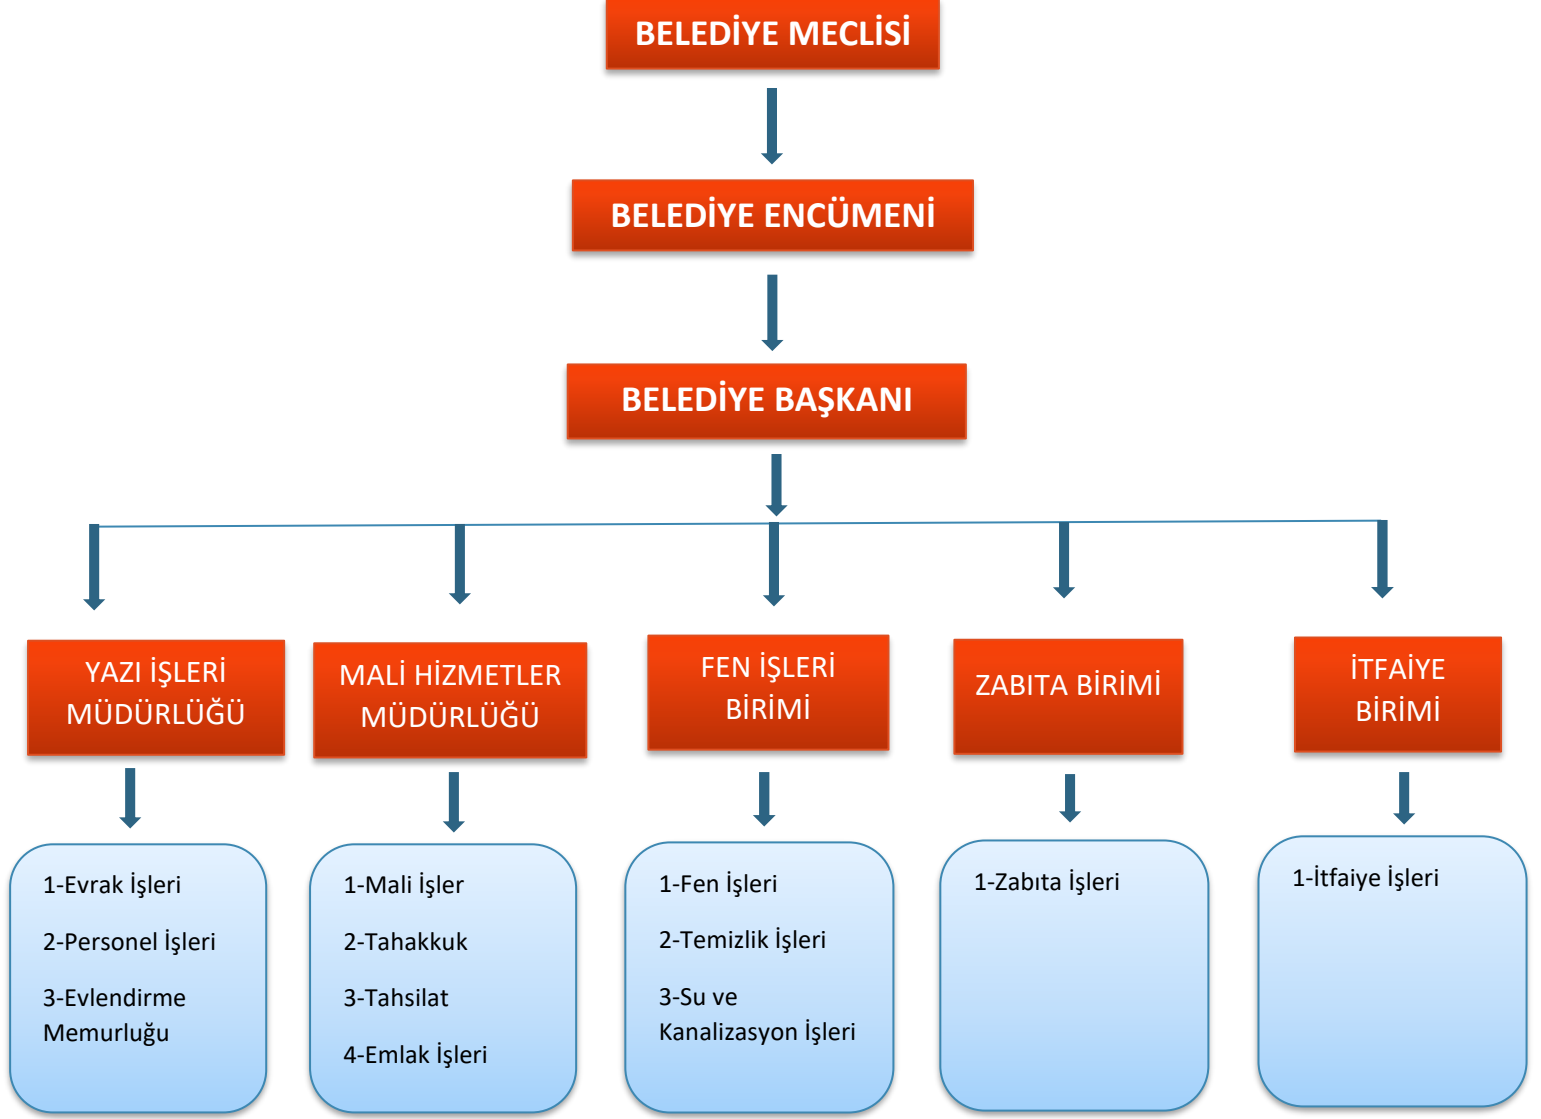 BELEDİYE MECLİSİ
BELEDİYE ENCÜMENİ
BELEDİYE BAŞKANI
YAZI İŞLERİ
MÜDÜRLÜĞÜ
MALİ HİZMETLER
MÜDÜRLÜĞÜ
FEN İŞLERİ
BİRİMİ
ZABITA BİRİMİ
İTFAİYE
BİRİMİ
1-Evrak İşleri
2-Personel İşleri
3-Evlendirme
Memurluğu
1-Mali İşler
2-Tahakkuk
3-Tahsilat
4-Emlak İşleri
1-Fen İşleri
2-Temizlik İşleri
3-Su ve
Kanalizasyon İşleri
1-Zabıta İşleri
1-İtfaiye İşleri